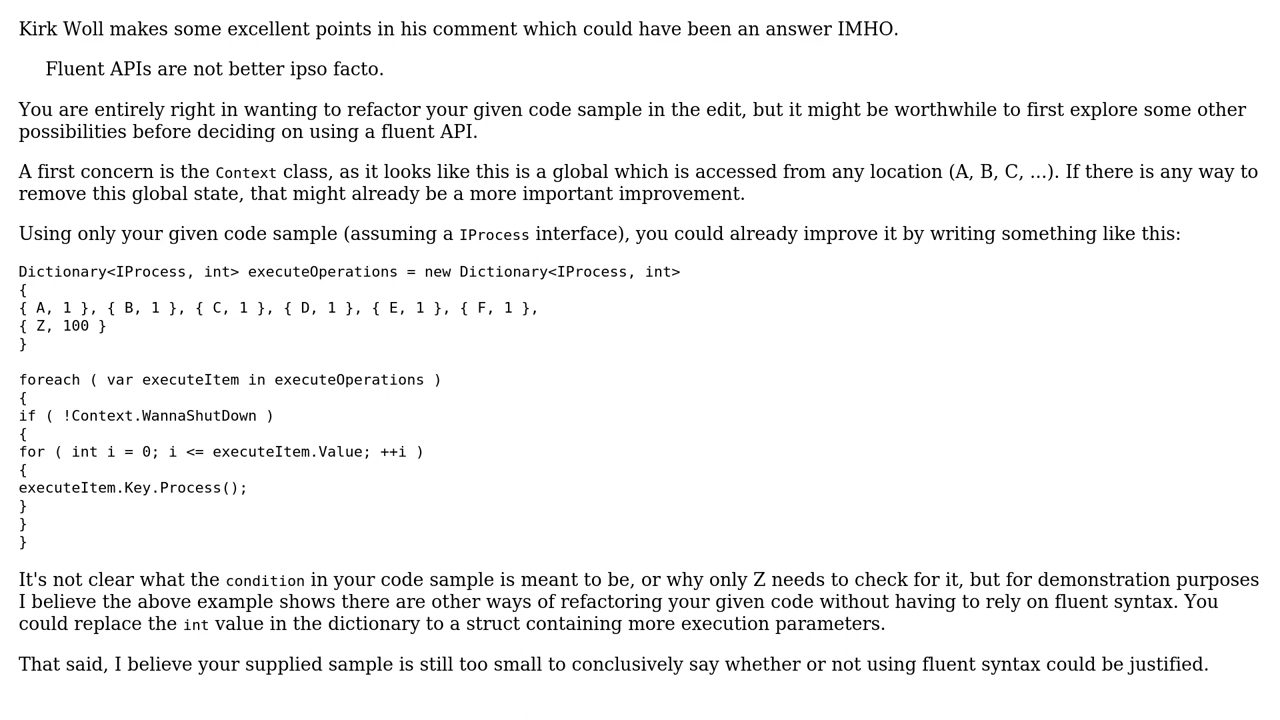 Kirk Woll makes some excellent points in his comment which could have been an answer IMHO.
Fluent APIs are not better ipso facto.
You are entirely right in wanting to refactor your given code sample in the edit, but it might be worthwhile to first explore some other
possibilities before deciding on using a fluent API.
A first concern is the Context class, as it looks like this is a global which is accessed from any location (A, B, C, ...). If there is any way to
remove this global state, that might already be a more important improvement.
Using only your given code sample (assuming a IProcess interface), you could already improve it by writing something like this:
Dictionary<IProcess, int> executeOperations = new Dictionary<IProcess, int>
{
{ A, 1 }, { B, 1 }, { C, 1 }, { D, 1 }, { E, 1 }, { F, 1 },
{ Z, 100 }
}
foreach ( var executeItem in executeOperations )
{
if ( !Context.WannaShutDown )
{
for ( int i = 0; i <= executeItem.Value; ++i )
{
executeItem.Key.Process();
}
}
}
It's not clear what the condition in your code sample is meant to be, or why only Z needs to check for it, but for demonstration purposes
I believe the above example shows there are other ways of refactoring your given code without having to rely on fluent syntax. You
could replace the int value in the dictionary to a struct containing more execution parameters.
That said, I believe your supplied sample is still too small to conclusively say whether or not using fluent syntax could be justified.